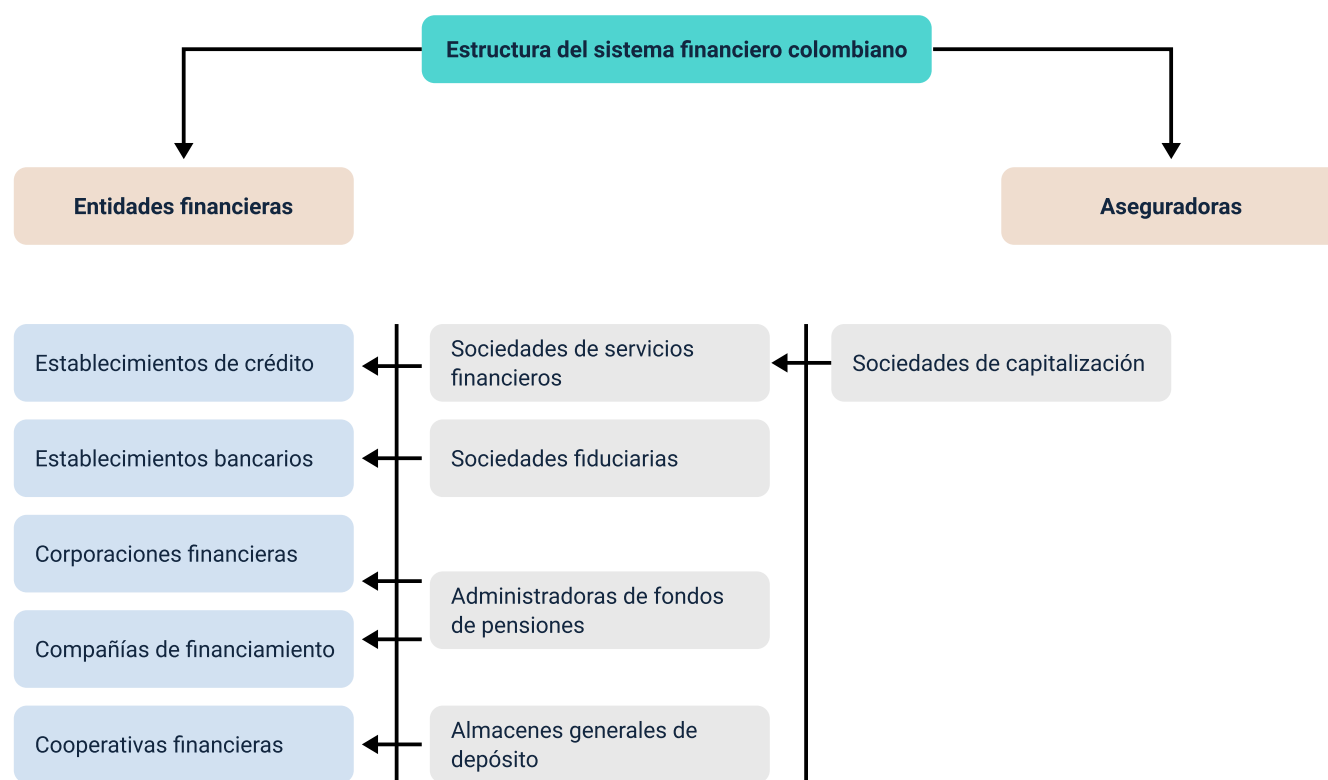 Estructura del sistema financiero colombiano
Entidades financieras
Aseguradoras
Establecimientos de crédito
Sociedades de servicios
financieros
Sociedades de capitalización
Establecimientos bancarios
Sociedades fiduciarias
Corporaciones financieras
Administradoras de fondos
de pensiones
Compañías de financiamiento
Cooperativas financieras
Almacenes generales de
depósito